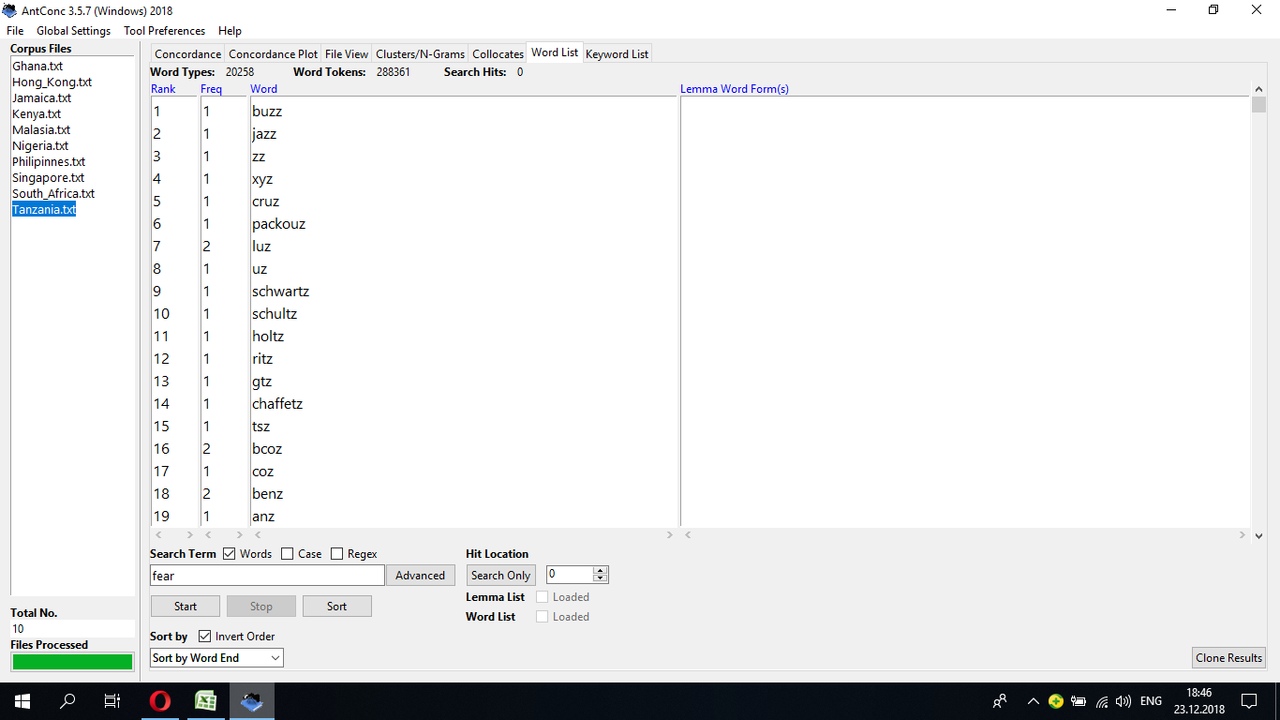 AntConc 3.5.7 (Windows) 2018
File Global Settings Tool Preferences Help
Corpus Files
Ghana.txt
Hong_Kong.txt
Jamaica.txt
Kenya.txt
Malasia.txt
Nigeria.txt
Philipinnes.txt
Singapore.txt
South_Africa.txt
Tanzania.txt
Total No.
10
Files Processed
Concordance Concordance Plot File View Clusters/N-Grams Collocates Word List Keyword List
Word Types: 20258 Word Tokens: 288361 Search Hits: 0
Rank Freq Word Lemma Word Form(s)
1 1 buzz
2 1 jazz
3 1 zz
4 1 xyz
5 1 cruz
6 1 packouz
7 2 luz
8 1 uz
9 1 schwartz
10 1 schultz
11 1 holtz
12 1 ritz
13 1 gtz
14 1 chaffetz
15 1 tsz
16 2 bcoz
17 1 coz
18 2 benz
19 1 anz
Search Term Words Case Regex Hit Location
fear Advanced Search Only 0
Start Stop Sort Lemma List Loaded
Word List Loaded
Sort by Invert Order
Sort by Word End Clone Results
ENG 18:46
23.12.2018